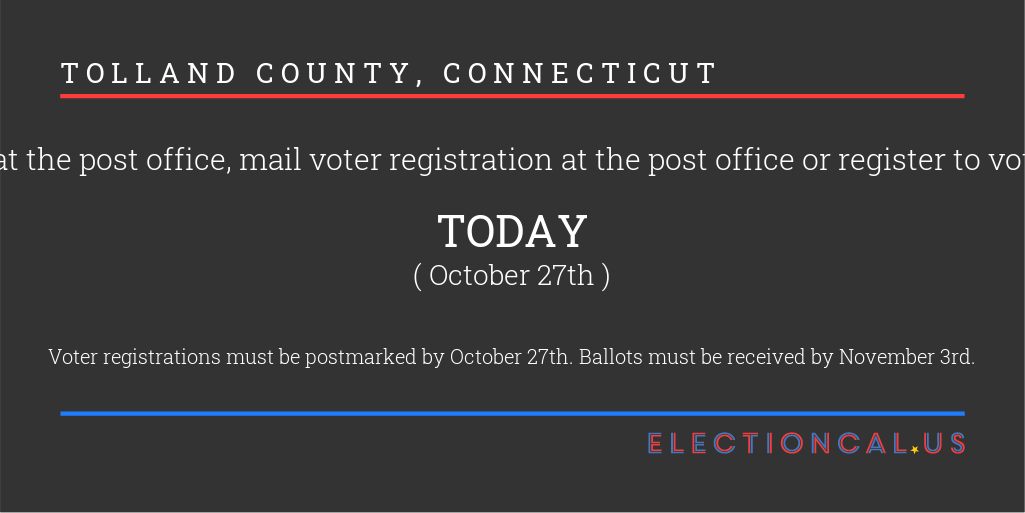 TOLLAND COUNTY, CONNECTICUT
at the post office, mail voter registration at the post office or register to vo
TODAY
( October 27th )
Voter registrations must be postmarked by October 27th. Ballots must be received by November 3rd.
ELECTIONCAL.US